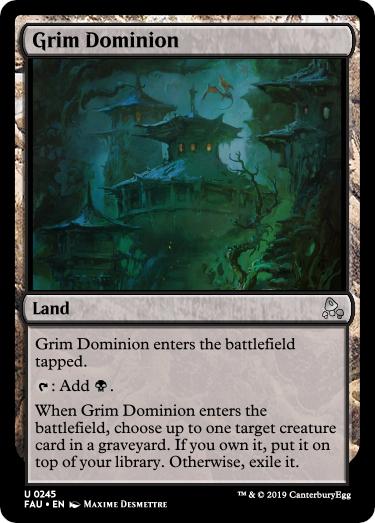 Grim Dominion
Land
Grim Dominion enters the battlefield
tapped.
: Add .
When Grim Dominion enters the
battlefield, choose up to one target creature
card in a graveyard. If you own it, put it on
top of your library. Otherwise, exile it.
U 0245
FAU • EN Maxime Desmettre
™ & © 2019 CanterburyEgg